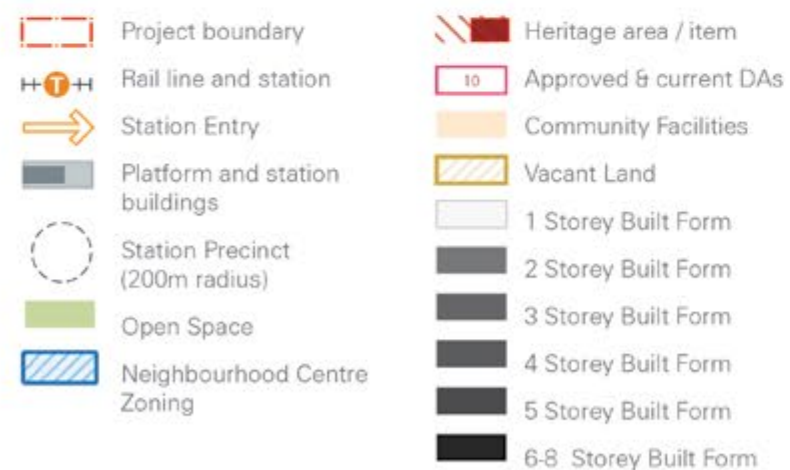 Project boundary
T
Rail line and station
Station Entry
Platform and station
buildings
Station Precinct
(200m radius)
Open Space
Neighbourhood Centre
Zoning
Heritage area / item
10
Approved & current DAs
Community Facilities
Vacant Land
1 Storey Built Form
2 Storey Built Form
3 Storey Built Form
4 Storey Built Form
5 Storey Built Form
6-8 Storey Built Form